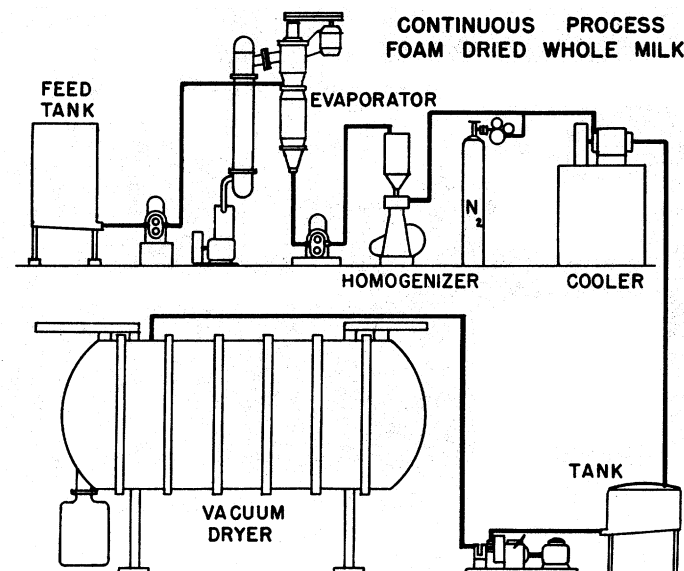 CONTINUOUS PROCESS
FOAM DRIED WHOLE MILK
FEED
TANK
EVAPORATOR
N2
HOMOGENIZER
COOLER
TANK
VACUUM
DRYER